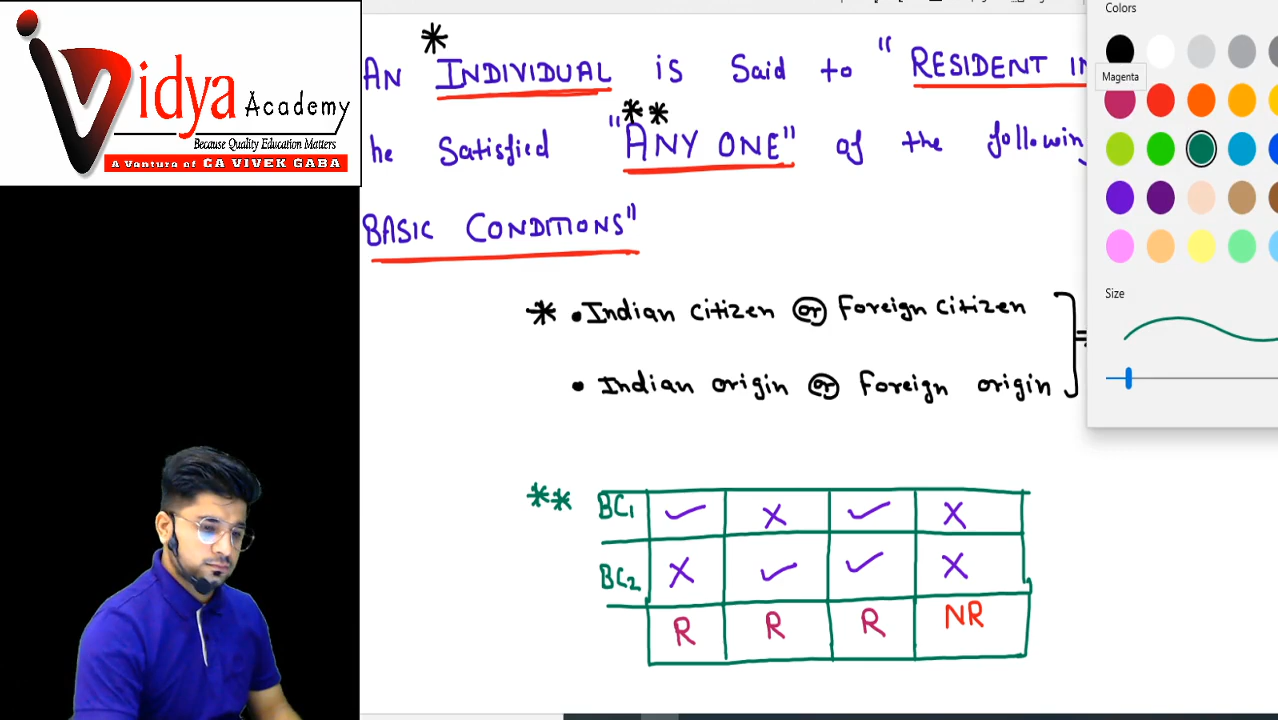 Vidya Academy
Because Quality Education Matters
A Ventura of CA VIVEK GABA
AN * INDIVIDUAL is Said to "RESIDENT IN
he Satisfied "ANY ONE" ** of the followin
BASIC CONDITIONS"
* • Indian citizen or Foreign citizen
• Indian origin or Foreign origin
** BC1 ✓ X ✓ X
BC2 X ✓ ✓ X
R R R NR
Colors
Magenta
Size